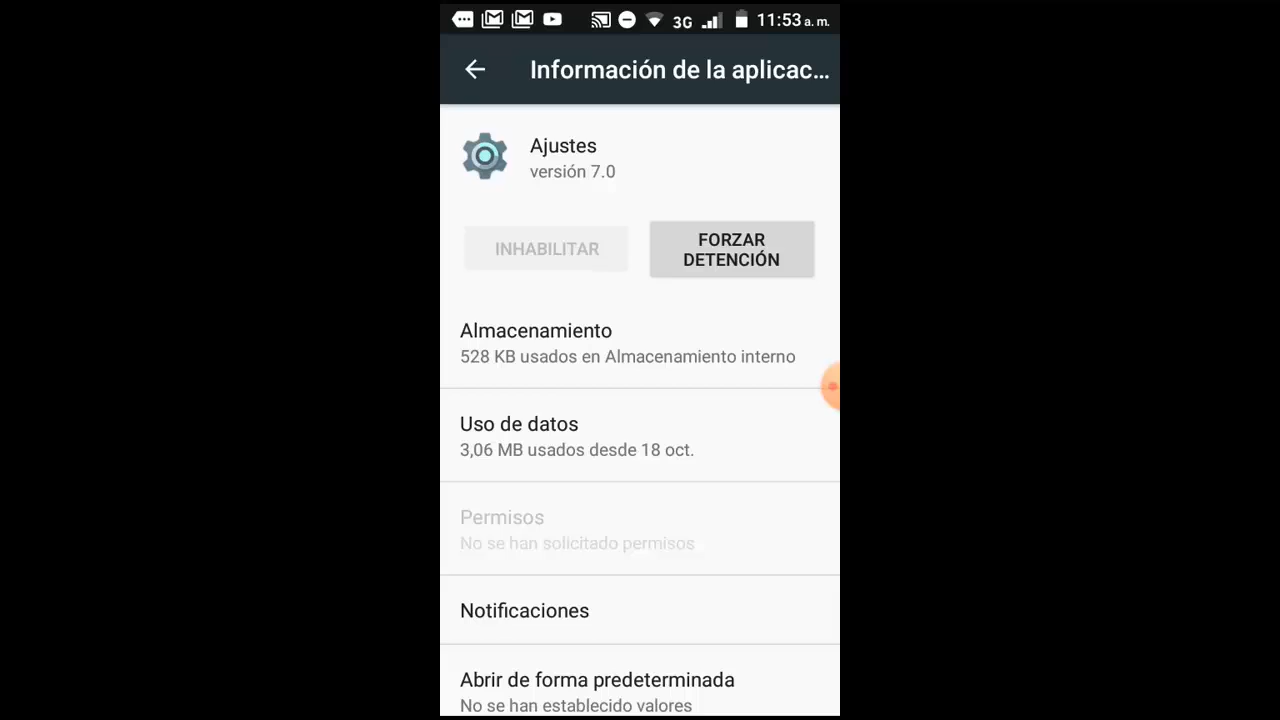 3G 11:53 a. m.
Información de la aplicac...
Ajustes
versión 7.0
INHABILITAR
FORZAR
DETENCIÓN
Almacenamiento
528 KB usados en Almacenamiento interno
Uso de datos
3,06 MB usados desde 18 oct.
Permisos
No se han solicitado permisos
Notificaciones
Abrir de forma predeterminada
No se han establecido valores